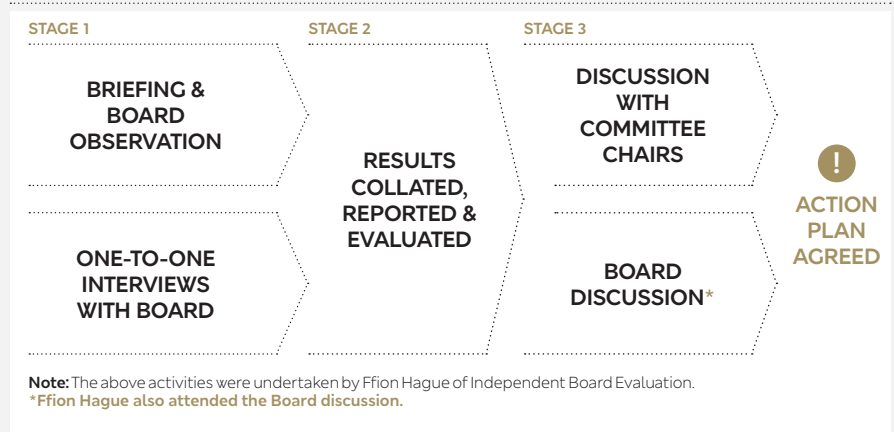 STAGE 1
BRIEFING &
BOARD
OBSERVATION
ONE-TO-ONE
INTERVIEWS
WITH BOARD
STAGE 2
RESULTS
COLLATED,
REPORTED &
EVALUATED
STAGE 3
DISCUSSION
WITH
COMMITTEE
CHAIRS
BOARD
DISCUSSION*
!
ACTION
PLAN
AGREED
Note: The above activities were undertaken by Ffion Hague of Independent Board Evaluation.
*Ffion Hague also attended the Board discussion.